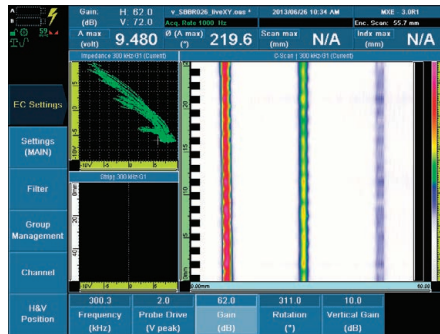 Gain: H 62.0
(dB) V: 72.0
v_SBBR026_liveXY.oxs *
2013/06/26 10:34 AM
MXE 3.0R1
Acq. Rate 1000 Hz
Enc. Scan: 55.7 mm
A max
(volt)
9.480
Ø (A max)
(°)
219.6
Scan max
(mm)
N/A
Indx max
(mm)
N/A
Impedance 300 kHz-G1 (Current)
C-Scan | 300 kHz-G1 (Current)
EC Settings
Settings
(MAIN)
Filter
Group
Management
Channel
H&V
Position
Strips 300 kHz-G1
0.00mm
300.3
Frequency
(kHz)
2.0
Probe Drive
(V peak)
62.0
Gain
(dB)
311.0
Rotation
(°)
10.0
Vertical Gain
(dB)